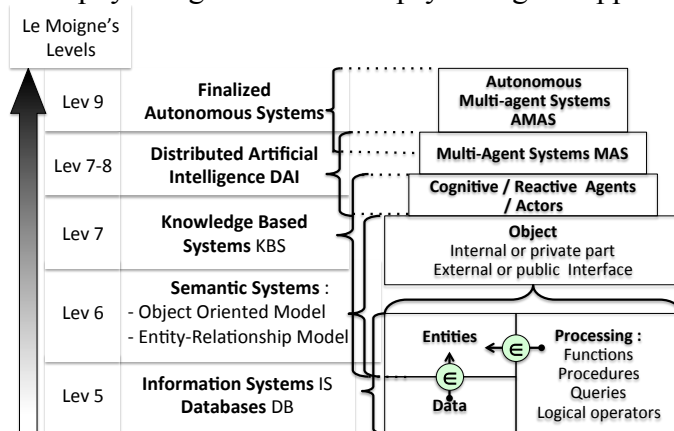 Le Moigne's
Levels
Lev 9
Finalized
Autonomous Systems
Autonomous
Multi-agent Systems
AMAS
Lev 7-8
Distributed Artificial
Intelligence DAI
Multi-Agent Systems MAS
Cognitive / Reactive Agents
/ Actors
Lev 7
Knowledge Based
Systems KBS
Object
Internal or private part
External or public Interface
Lev 6
Semantic Systems :
- Object Oriented Model
- Entity-Relationship Model
Entities
∈
Processing :
Functions
Procedures
Queries
Logical operators
Lev 5
Information Systems IS
Databases DB
∈
Data